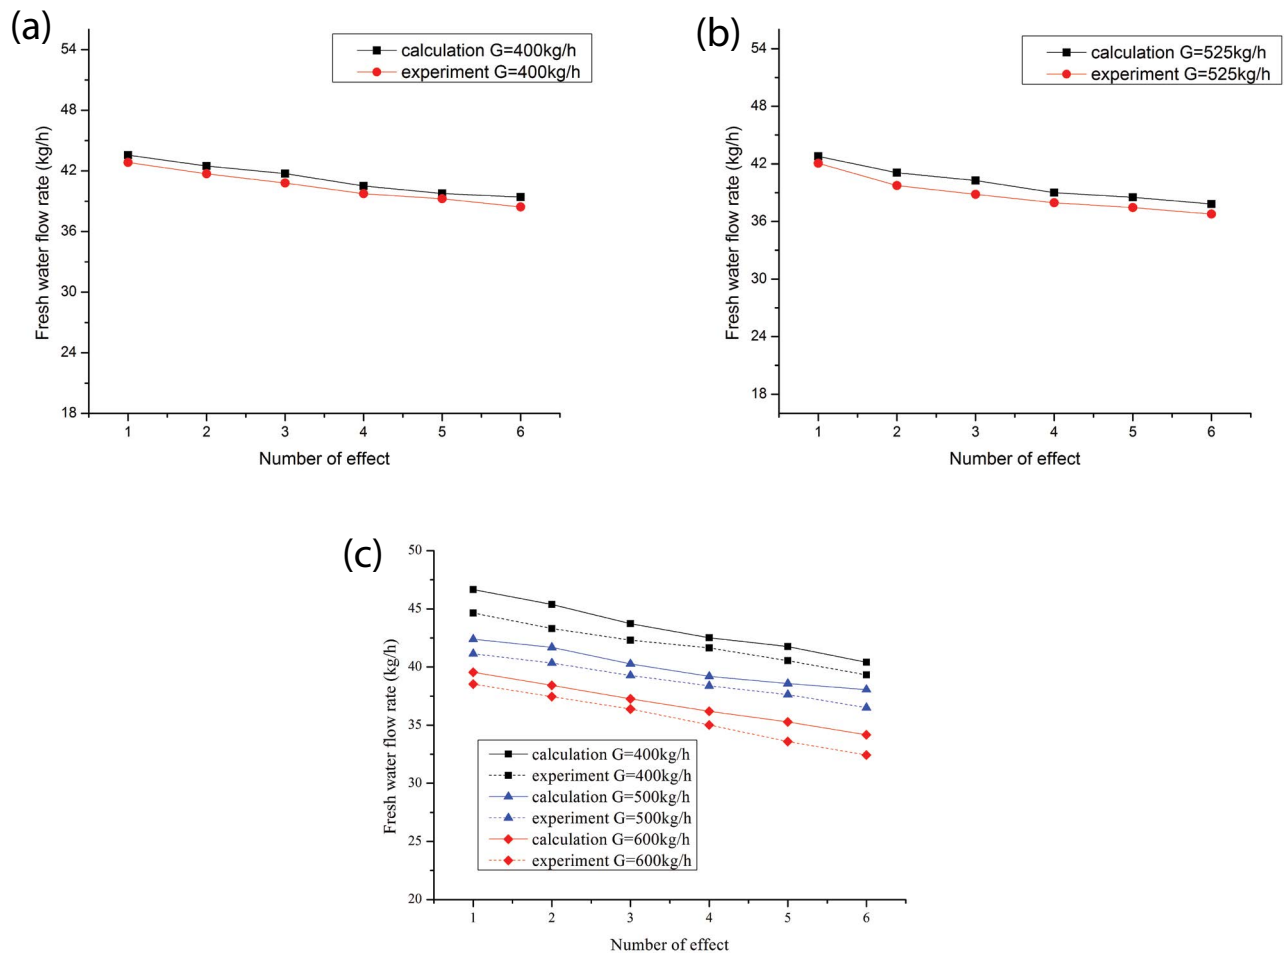 (a)
calculation G=400kg/h
experiment G=400kg/h
Fresh water flow rate (kg/h)
54
48
42
36
30
24
18
1 2 3 4 5 6
Number of effect
(b)
calculation G=525kg/h
experiment G=525kg/h
Fresh water flow rate (kg/h)
54
48
42
36
30
24
18
1 2 3 4 5 6
Number of effect
(c)
Fresh water flow rate (kg/h)
50
45
40
35
30
25
20
calculation G=400kg/h
experiment G=400kg/h
calculation G=500kg/h
experiment G=500kg/h
calculation G=600kg/h
experiment G=600kg/h
1 2 3 4 5 6
Number of effect